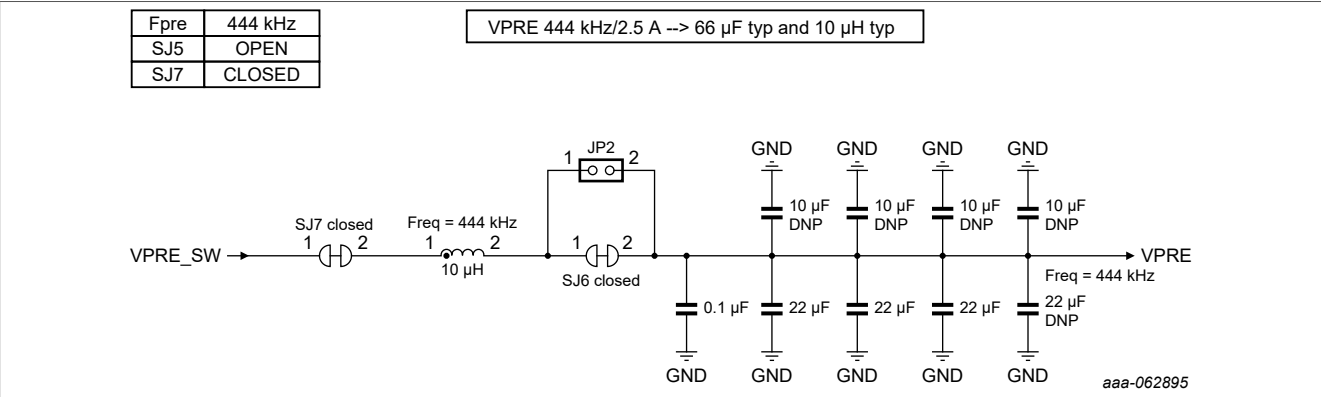 Fpre 444 kHz
SJ5 OPEN
SJ7 CLOSED
VPRE 444 kHz/2.5 A --> 66 µF typ and 10 µH typ
JP2
1 2
GND GND GND GND
10 µF DNP
10 µF DNP
10 µF DNP
10 µF DNP
SJ7 closed
1 2
Freq = 444 kHz
1 2
10 µH
1 2
SJ6 closed
VPRE_SW
VPRE
Freq = 444 kHz
0.1 µF
22 µF
22 µF
22 µF
22 µF DNP
GND GND GND GND GND
aaa-062895